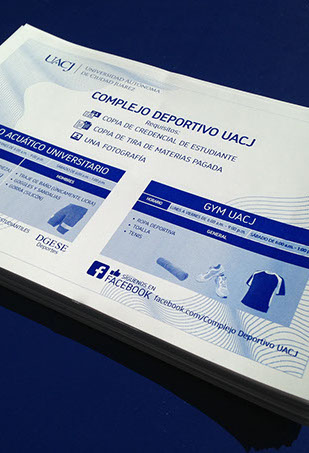 UACJ
UNIVERSIDAD AUTÓNOMA
DE CIUDAD JUÁREZ
COMPLEJO DEPORTIVO UACJ
Requisitos:
COPIA DE CREDENCIAL DE ESTUDIANTE
COPIA DE TIRA DE MATERIAS PAGADA
UNA FOTOGRAFÍA
O ACUÁTICO UNIVERSITARIO
HOMBRES
TRAJE DE BAÑO (UNICAMENTE LICRA)
GOGGLES Y SANDALIAS
GORRA (SILICON)
DGESE
Deportes
GYM UACJ
HORARIO
GENERAL
ROPA DEPORTIVA
TOALLA
TENIS
SÍGUENOS EN
FACEBOOK
facebook.com/Complejo Deportivo UACJ